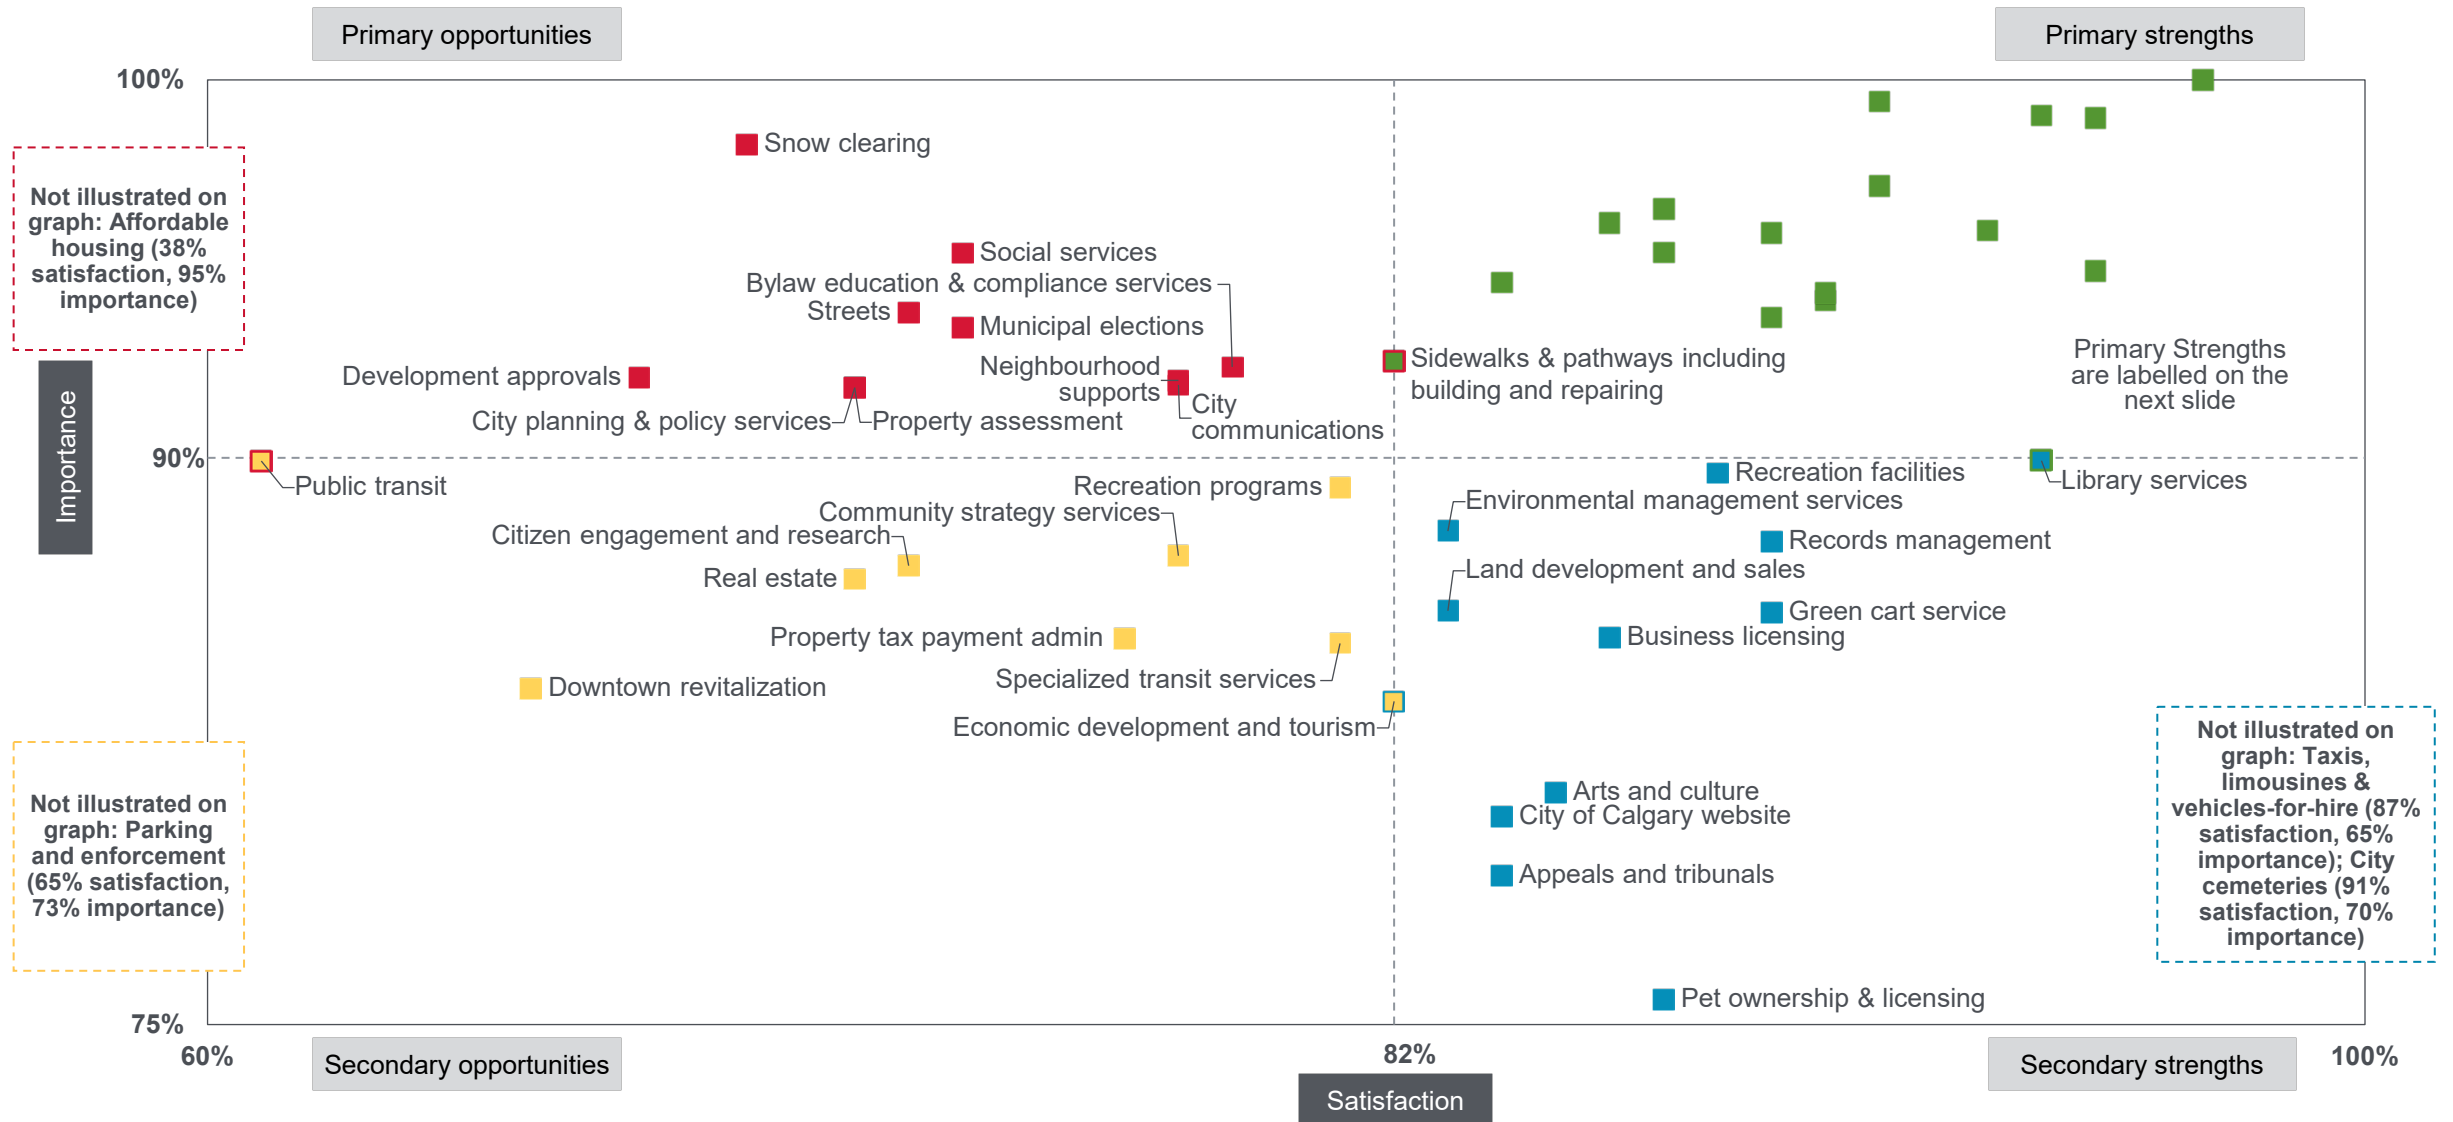 Primary opportunities
Primary strengths
100%
Snow clearing
Not illustrated on
graph: Affordable
housing (38%
satisfaction, 95%
importance)
Social services
Bylaw education & compliance services
Streets
Municipal elections
Neighbourhood
supports
Sidewalks & pathways including
building and repairing
Primary Strengths
are labelled on the
next slide
Development approvals
City
communications
City planning & policy services
Property assessment
Importance
90%
Public transit
Recreation programs
Recreation facilities
Library services
Environmental management services
Community strategy services
Citizen engagement and research
Records management
Real estate
Land development and sales
Green cart service
Property tax payment admin
Business licensing
Specialized transit services
Downtown revitalization
Economic development and tourism
Not illustrated on
graph: Taxis,
limousines &
vehicles-for-hire (87%
satisfaction, 65%
importance); City
cemeteries (91%
satisfaction, 70%
importance)
Not illustrated on
graph: Parking
and enforcement
(65% satisfaction,
73% importance)
Arts and culture
City of Calgary website
Appeals and tribunals
Pet ownership & licensing
75%
60%
82%
100%
Secondary opportunities
Secondary strengths
Satisfaction